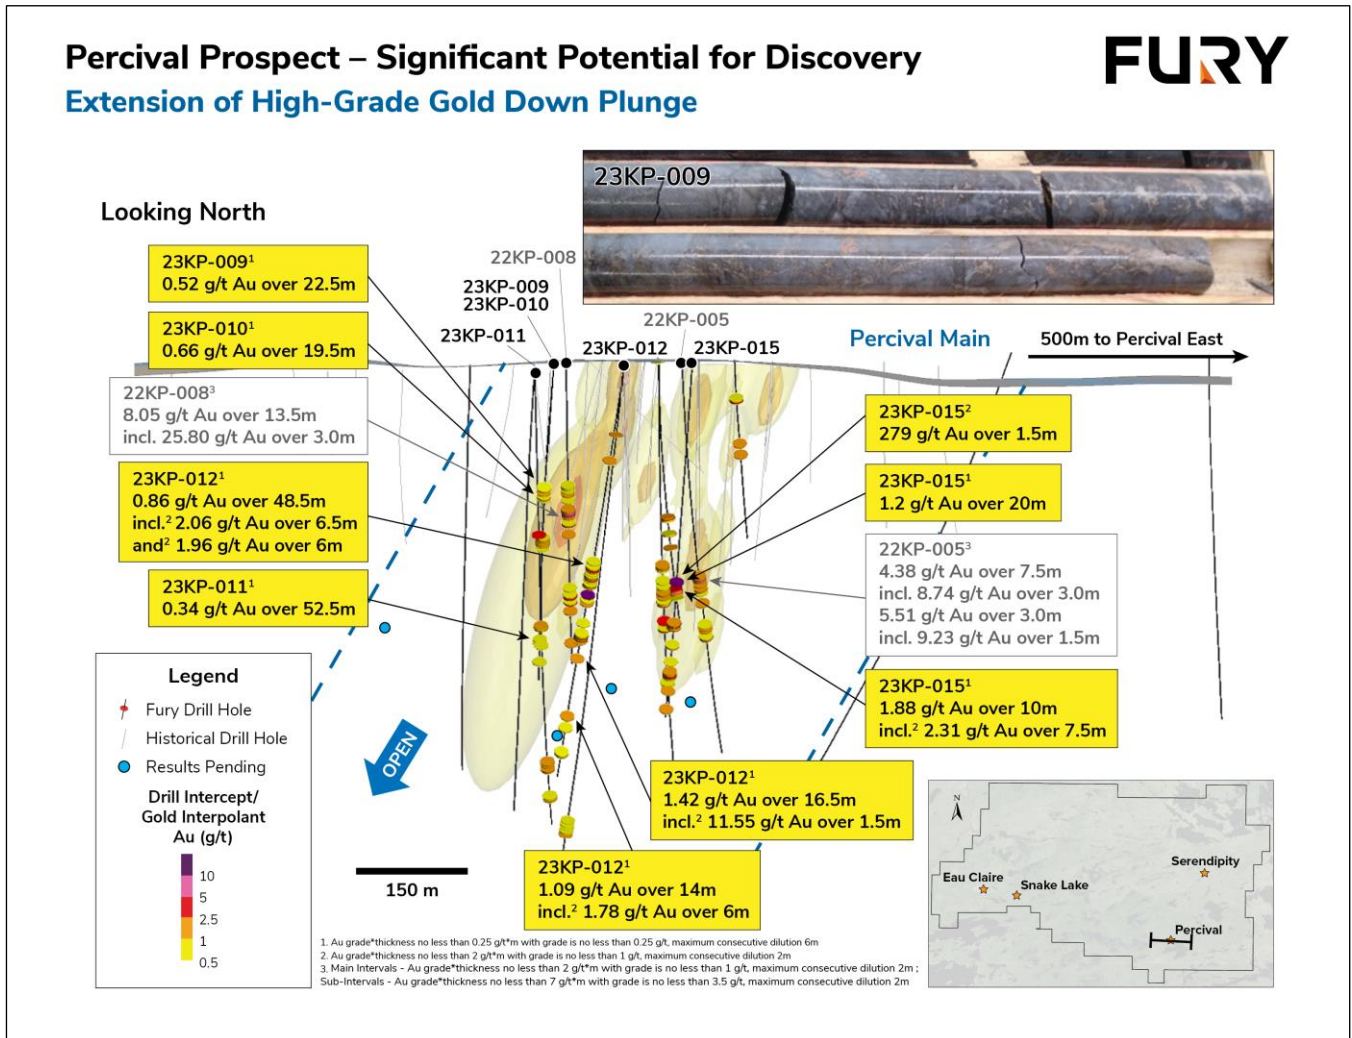 Percival Prospect – Significant Potential for Discovery
Extension of High-Grade Gold Down Plunge
FURY
23KP-009
Looking North
23KP-009¹
0.52 g/t Au over 22.5m
23KP-010¹
0.66 g/t Au over 19.5m
22KP-008³
8.05 g/t Au over 13.5m
incl. 25.80 g/t Au over 3.0m
23KP-012¹
0.86 g/t Au over 48.5m
incl.² 2.06 g/t Au over 6.5m
and² 1.96 g/t Au over 6m
23KP-011¹
0.34 g/t Au over 52.5m
22KP-008
23KP-009
23KP-010
23KP-011
23KP-012
22KP-005
23KP-015
Percival Main
500m to Percival East
23KP-015²
279 g/t Au over 1.5m
23KP-015¹
1.2 g/t Au over 20m
22KP-005³
4.38 g/t Au over 7.5m
incl. 8.74 g/t Au over 3.0m
5.51 g/t Au over 3.0m
incl. 9.23 g/t Au over 1.5m
23KP-015¹
1.88 g/t Au over 10m
incl.² 2.31 g/t Au over 7.5m
23KP-012¹
1.42 g/t Au over 16.5m
incl.² 11.55 g/t Au over 1.5m
23KP-012¹
1.09 g/t Au over 14m
incl.² 1.78 g/t Au over 6m
OPEN
150 m
Legend
Fury Drill Hole
Historical Drill Hole
Results Pending
Drill Intercept/
Gold Interpolant
Au (g/t)
10
5
2.5
1
0.5
N
Eau Claire
Snake Lake
Serendipity
Percival
1. Au grade*thickness no less than 0.25 g/t*m with grade is no less than 0.25 g/t, maximum consecutive dilution 6m
2. Au grade*thickness no less than 2 g/t*m with grade is no less than 1 g/t, maximum consecutive dilution 2m
3. Main Intervals - Au grade*thickness no less than 2 g/t*m with grade is no less than 1 g/t, maximum consecutive dilution 2m ;
Sub-Intervals - Au grade*thickness no less than 7 g/t*m with grade is no less than 3.5 g/t, maximum consecutive dilution 2m